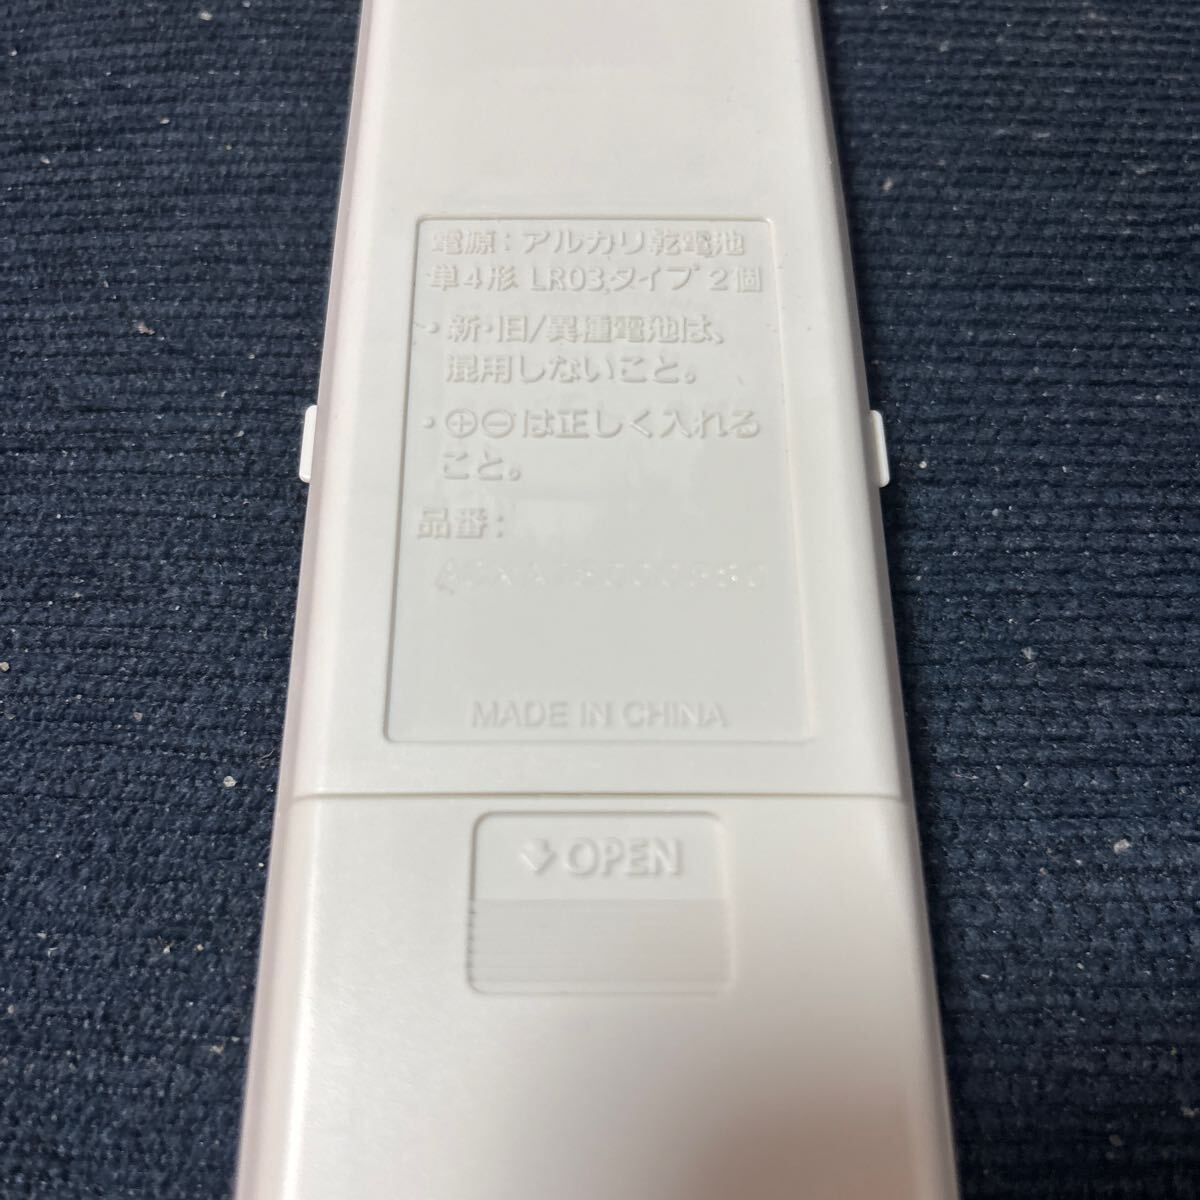 電源：アルカリ乾電池
単4形 LR03タイプ 2個
・新・旧/異種電池は、
混用しないこと。
・⊕⊖は正しく入れる
こと。
品番：
MADE IN CHINA
OPEN